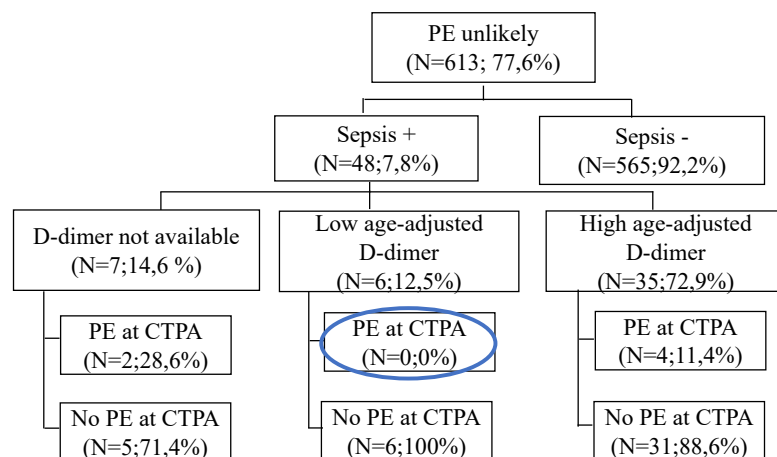 PE unlikely
(N=613; 77,6%)
Sepsis +
(N=48;7,8%)
Sepsis -
(N=565;92,2%)
D-dimer not available
(N=7;14,6 %)
Low age-adjusted
D-dimer
(N=6;12,5%)
High age-adjusted
D-dimer
(N=35;72,9%)
PE at CTPA
(N=2;28,6%)
PE at CTPA
(N=0;0%)
PE at CTPA
(N=4;11,4%)
No PE at CTPA
(N=5;71,4%)
No PE at CTPA
(N=6;100%)
No PE at CTPA
(N=31;88,6%)